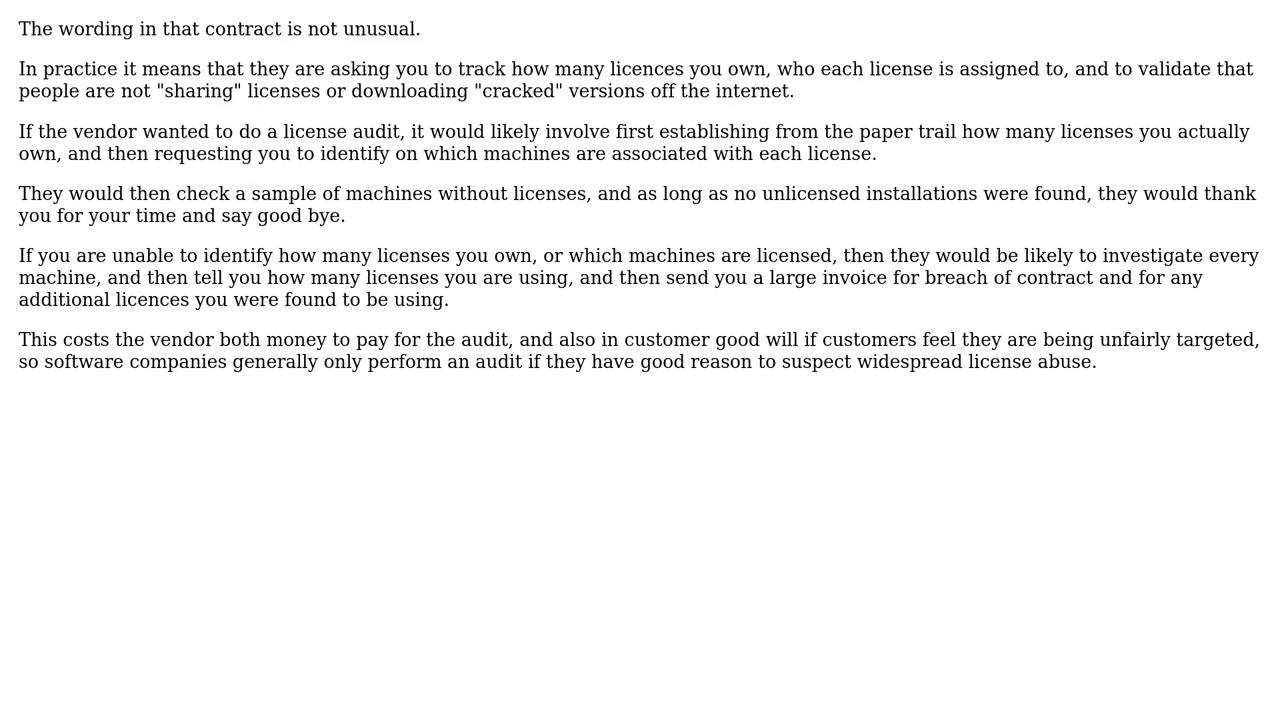 The wording in that contract is not unusual.
In practice it means that they are asking you to track how many licences you own, who each license is assigned to, and to validate that
people are not "sharing" licenses or downloading "cracked" versions off the internet.
If the vendor wanted to do a license audit, it would likely involve first establishing from the paper trail how many licenses you actually
own, and then requesting you to identify on which machines are associated with each license.
They would then check a sample of machines without licenses, and as long as no unlicensed installations were found, they would thank
you for your time and say good bye.
If you are unable to identify how many licenses you own, or which machines are licensed, then they would be likely to investigate every
machine, and then tell you how many licenses you are using, and then send you a large invoice for breach of contract and for any
additional licences you were found to be using.
This costs the vendor both money to pay for the audit, and also in customer good will if customers feel they are being unfairly targeted,
so software companies generally only perform an audit if they have good reason to suspect widespread license abuse.